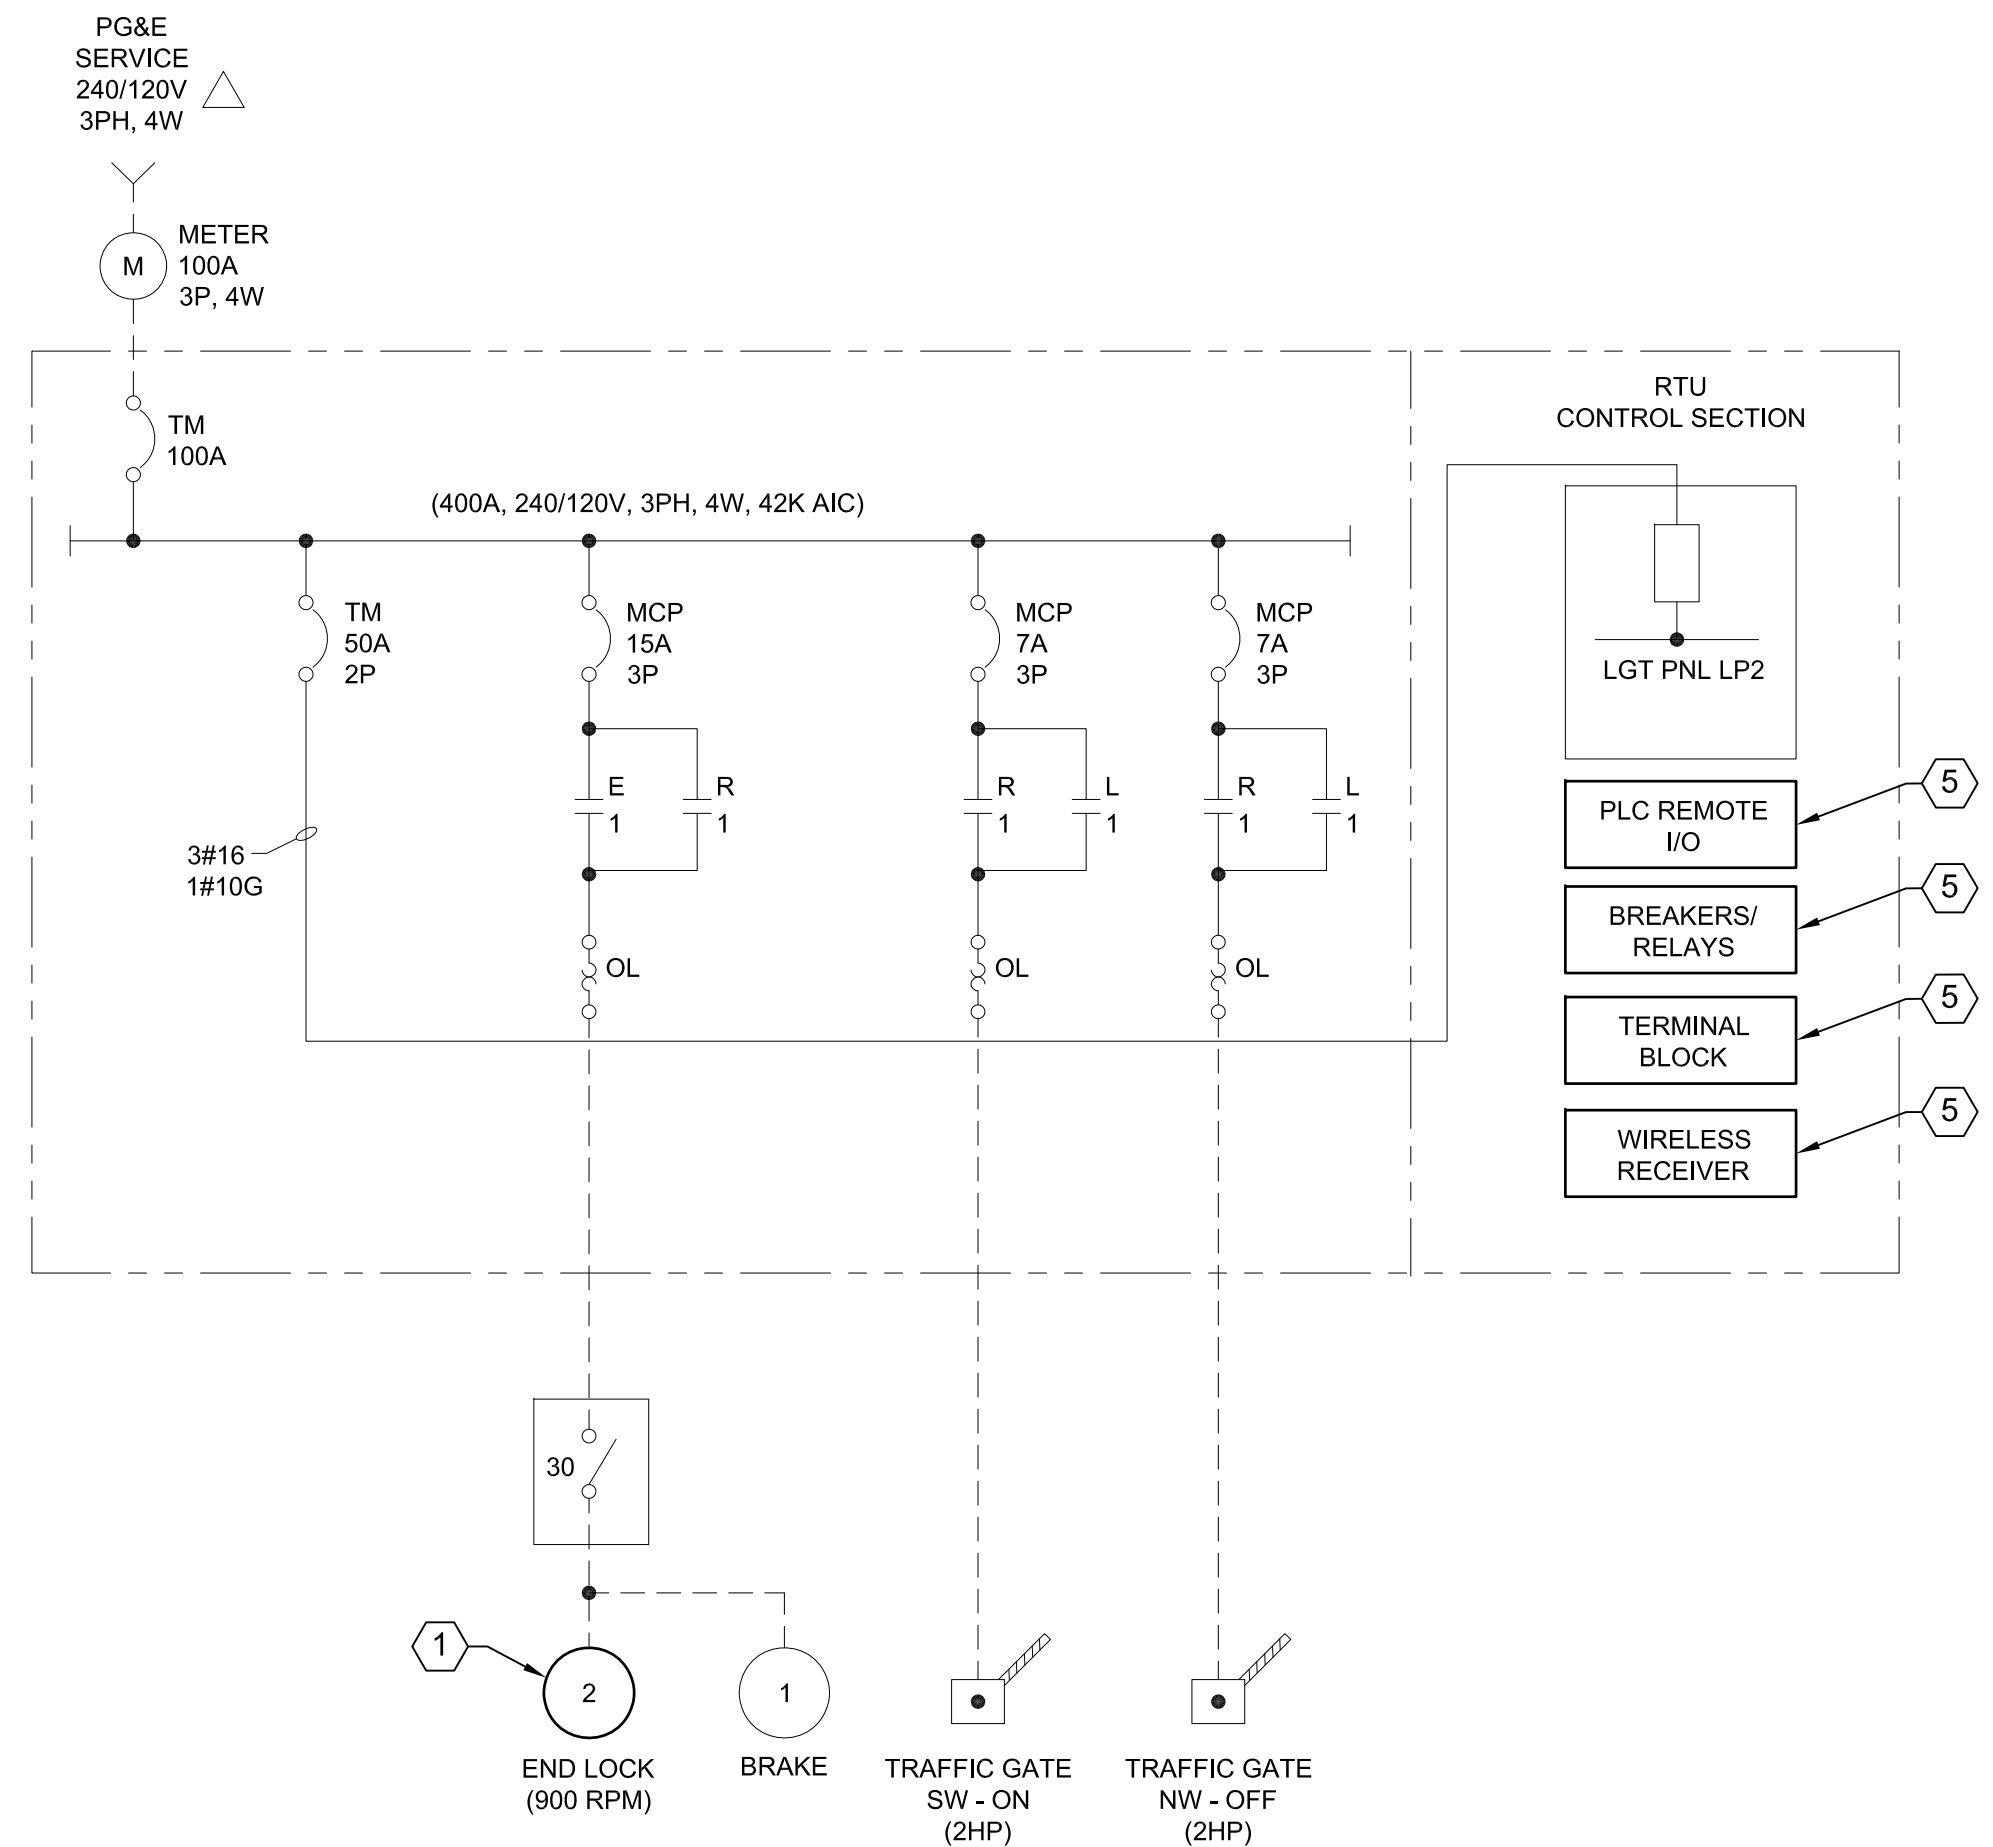 PG&E
SERVICE
240/120V
3PH, 4W
METER
100A
3P, 4W
M
TM
100A
RTU
CONTROL SECTION
(400A, 240/120V, 3PH, 4W, 42K AIC)
TM
50A
2P
MCP
15A
3P
MCP
7A
3P
MCP
7A
3P
LGT PNL LP2
E
1
R
1
R
1
L
1
R
1
L
1
3#16
1#10G
OL
OL
OL
PLC REMOTE
I/O
5
BREAKERS/
RELAYS
5
TERMINAL
BLOCK
5
WIRELESS
RECEIVER
5
30
1
2
1
END LOCK
(900 RPM)
BRAKE
TRAFFIC GATE
SW - ON
(2HP)
TRAFFIC GATE
NW - OFF
(2HP)